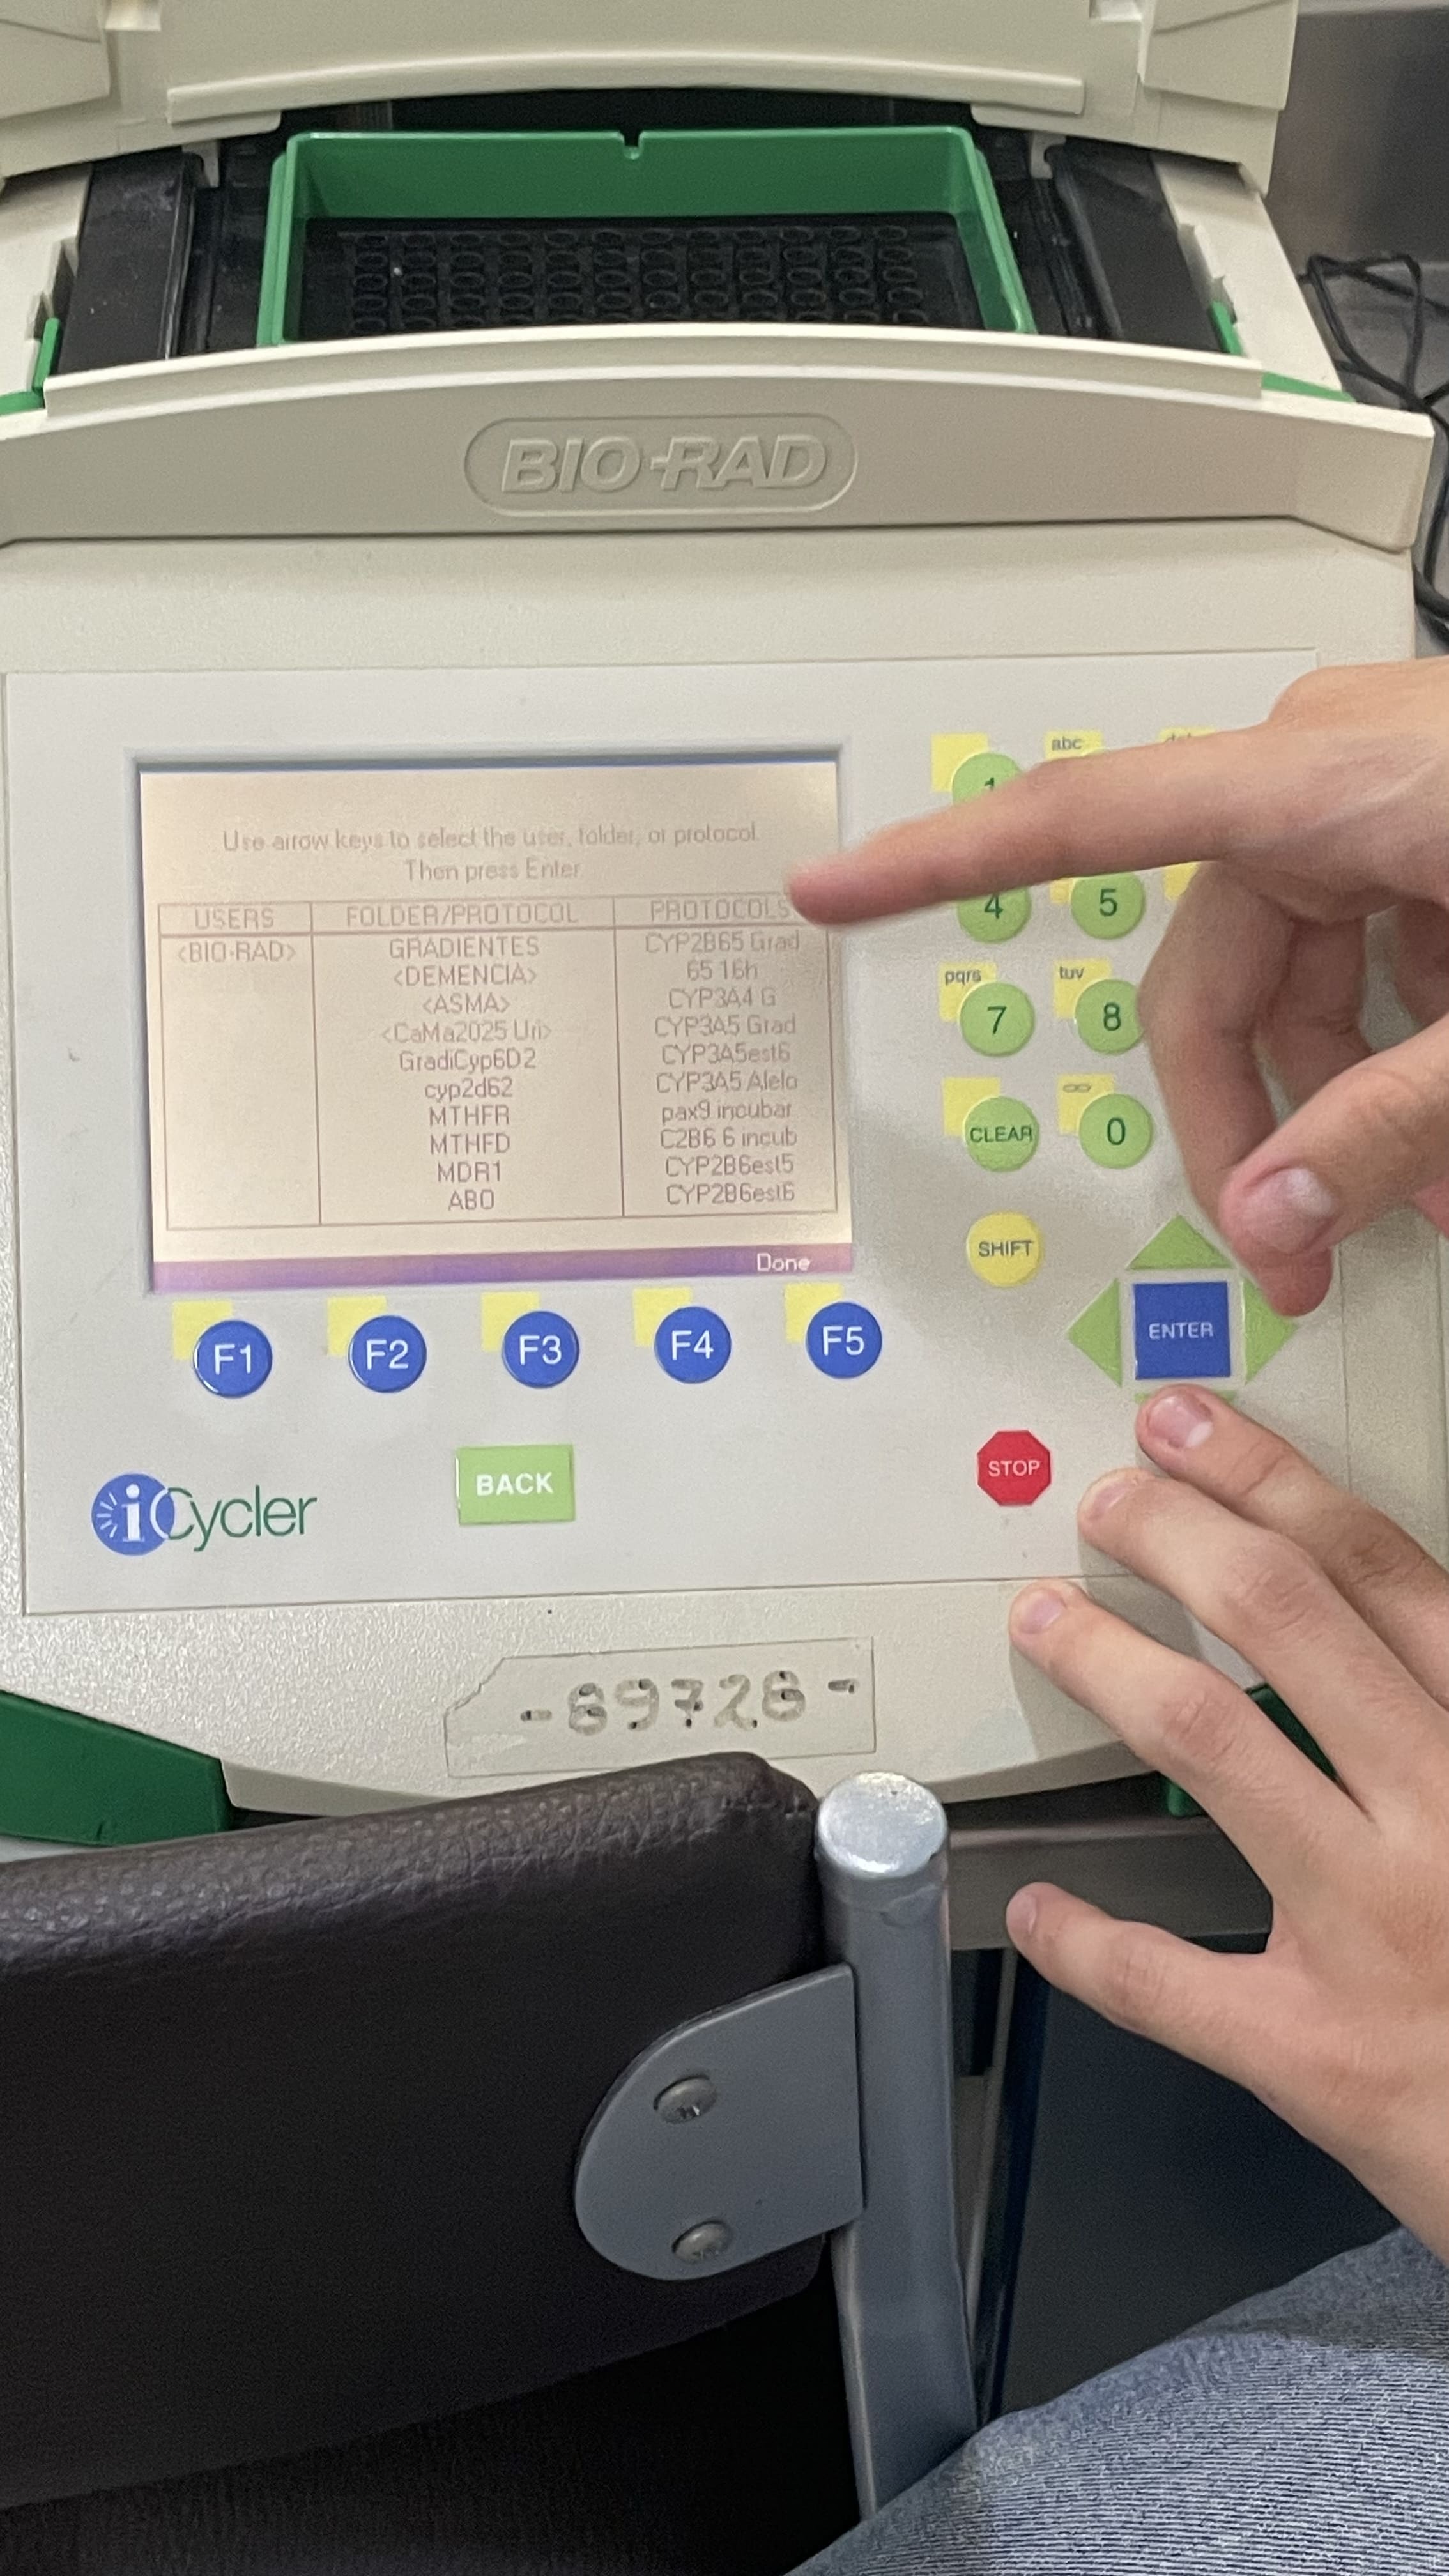 BIO-RAD
Use arrow keys to select the user, folder, or protocol.
Then press Enter
USERS FOLDER/PROTOCOL PROTOCOLS
<BIO-RAD> GRADIENTES CYP2B65 Grad
<DEMENCIA> 65 16h
<ASMA> CYP3A4 G
<CaMa2025 Uri> CYP3A5 Grad
GradiCyp6D2 CYP3A5est6
cyp2d62 CYP3A5 Alelo
MTHFR pax9 incubar
MTHFD C2B6 6 incub
MDR1 CYP2B6est5
ABO CYP2B6est6
Done
abc
1
4 5
pqrs tuv
7 8
CLEAR 0
SHIFT
ENTER
F1 F2 F3 F4 F5
BACK
STOP
iCycler
-89728-